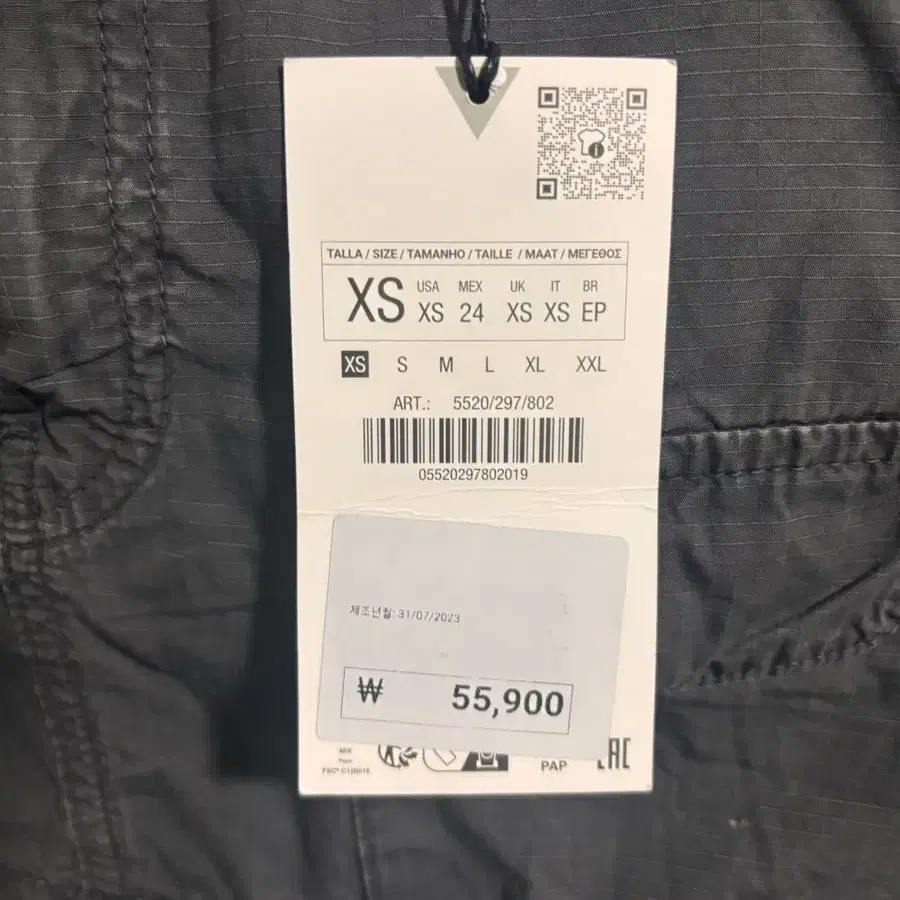 TALLA / SIZE / TAMANHO / TAILLE / MAAT / ΜΕΓΕΘΟΣ
XS
USA MEX UK IT BR
XS 24 XS XS EP
XS S M L XL XXL
ART.: 5520/297/802
05520297802019
제조년월: 31/07/2023
₩ 55,900
MIX
PAP
EAC